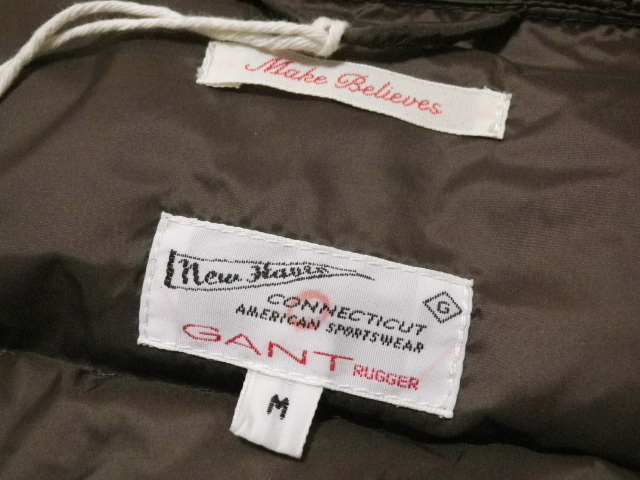 Make Believes
New Haven
CONNECTICUT
G
AMERICAN SPORTSWEAR
GANT RUGGER
M